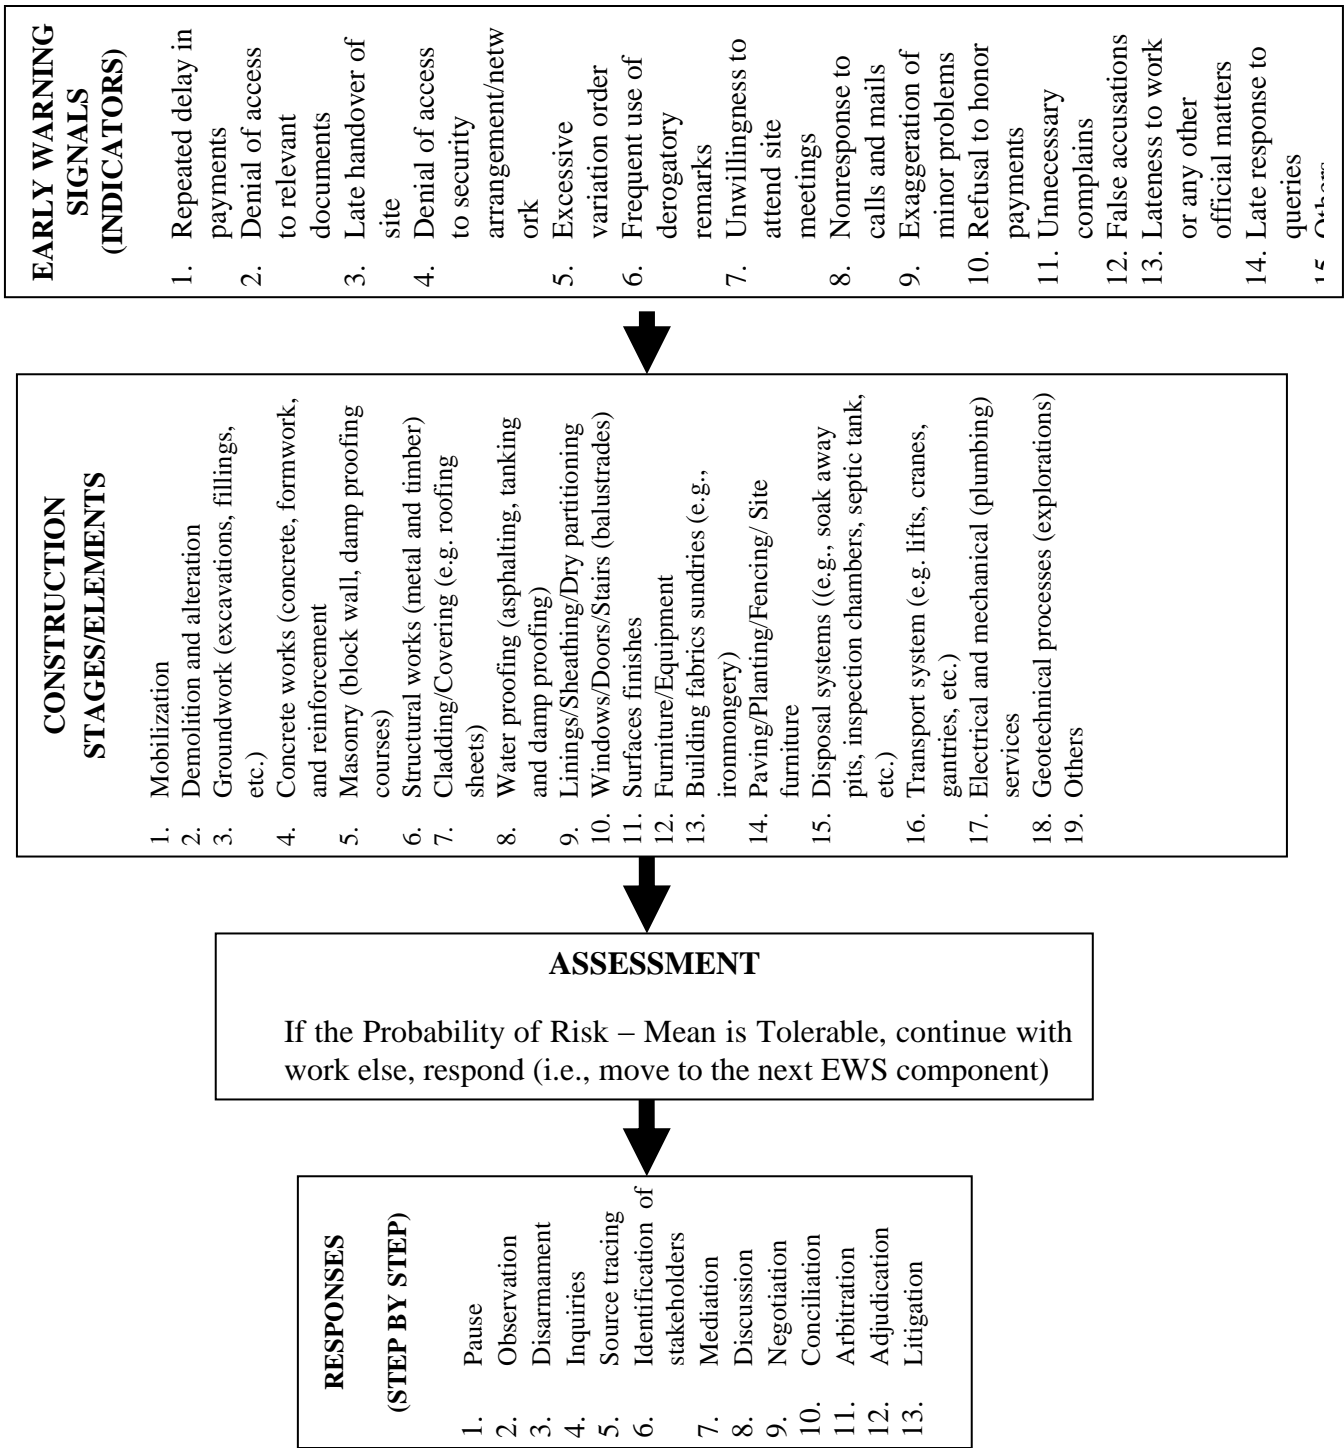 EARLY WARNING
SIGNALS
(INDICATORS)
1. Repeated delay in
payments
2. Denial of access
to relevant
documents
3. Late handover of
site
4. Denial of access
to security
arrangement/netw
ork
5. Excessive
variation order
6. Frequent use of
derogatory
remarks
7. Unwillingness to
attend site
meetings
8. Nonresponse to
calls and mails
9. Exaggeration of
minor problems
10. Refusal to honor
payments
11. Unnecessary
complains
12. False accusations
13. Lateness to work
or any other
official matters
14. Late response to
queries
15. Others
CONSTRUCTION
STAGES/ELEMENTS
1. Mobilization
2. Demolition and alteration
3. Groundwork (excavations, fillings,
etc.)
4. Concrete works (concrete, formwork,
and reinforcement
5. Masonry (block wall, damp proofing
courses)
6. Structural works (metal and timber)
7. Cladding/Covering (e.g. roofing
sheets)
8. Water proofing (asphalting, tanking
and damp proofing)
9. Linings/Sheathing/Dry partitioning
10. Windows/Doors/Stairs (balustrades)
11. Surfaces finishes
12. Furniture/Equipment
13. Building fabrics sundries (e.g.,
ironmongery)
14. Paving/Planting/Fencing/ Site
furniture
15. Disposal systems ((e.g., soak away
pits, inspection chambers, septic tank,
etc.)
16. Transport system (e.g. lifts, cranes,
gantries, etc.)
17. Electrical and mechanical (plumbing)
services
18. Geotechnical processes (explorations)
19. Others
ASSESSMENT
If the Probability of Risk – Mean is Tolerable, continue with
work else, respond (i.e., move to the next EWS component)
RESPONSES
(STEP BY STEP)
1. Pause
2. Observation
3. Disarmament
4. Inquiries
5. Source tracing
6. Identification of
stakeholders
7. Mediation
8. Discussion
9. Negotiation
10. Conciliation
11. Arbitration
12. Adjudication
13. Litigation